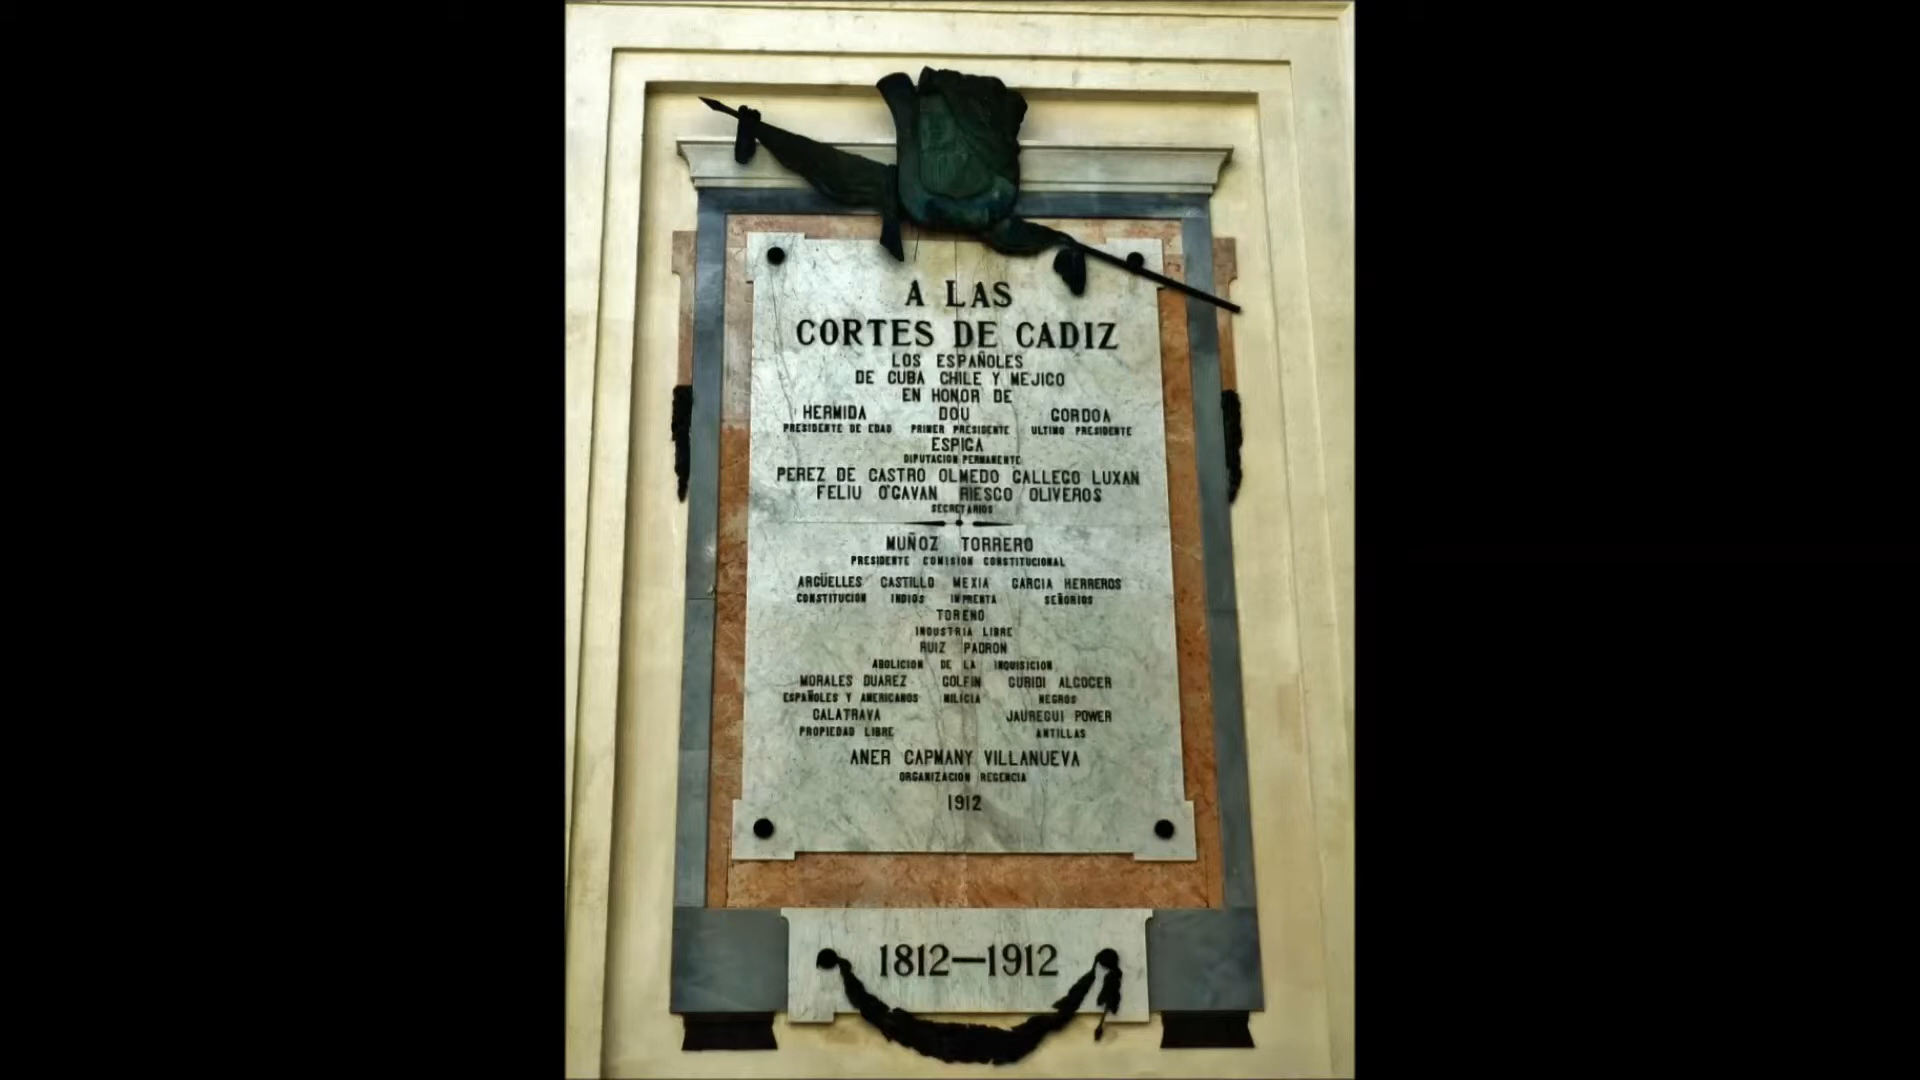 A LAS
CORTES DE CADIZ
LOS ESPAÑOLES
DE CUBA CHILE Y MEJICO
EN HONOR DE
HERMIDA DOU GORDOA
PRESIDENTE DE EDAD PRIMER PRESIDENTE ULTIMO PRESIDENTE
ESPIGA
DIPUTACION PERMANENTE
PEREZ DE CASTRO OLMEDO GALLEGO LUXAN
FELIU O'GAVAN RIESCO OLIVEROS
SECRETARIOS
MUÑOZ TORRERO
PRESIDENTE COMISION CONSTITUCIONAL
ARGÜELLES CASTILLO MEXIA GARCIA HERREROS
CONSTITUCION INDIOS IMPRENTA SEÑORIOS
TORENO
INDUSTRIA LIBRE
RUIZ PADRON
ABOLICION DE LA INQUISICION
MORALES DUAREZ GOLFIN GURIDI ALCOCER
ESPAÑOLES Y AMERICANOS MILICIA NEGROS
CALATRAVA JAUREGUI POWER
PROPIEDAD LIBRE ANTILLAS
ANER CAPMANY VILLANUEVA
ORGANIZACION REGENCIA
1912
1812—1912